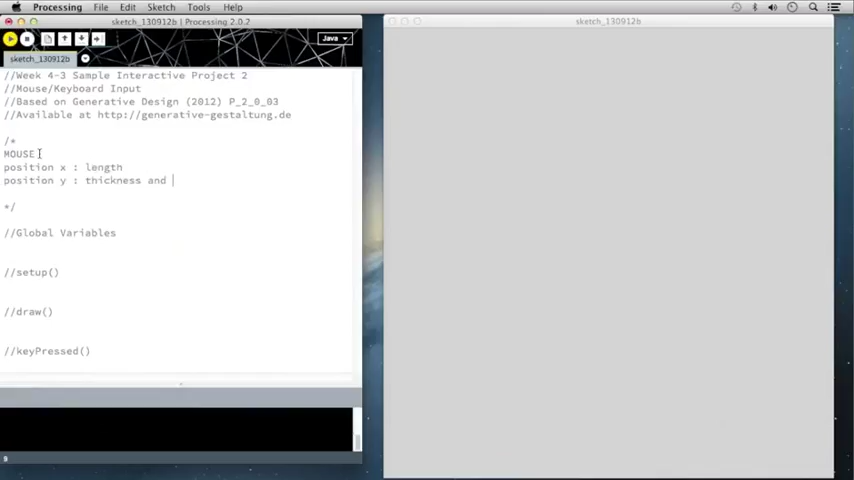 Processing File Edit Sketch Tools Help
sketch_130912b | Processing 2.0.2
sketch_130912b
Java
sketch_130912b
//Week 4-3 Sample Interactive Project 2
//Mouse/Keyboard Input
//Based on Generative Design (2012) P_2_0_03
//Available at http://generative-gestaltung.de
/*
MOUSE
position x : length
position y : thickness and
*/
//Global Variables
//setup()
//draw()
//keyPressed()
9